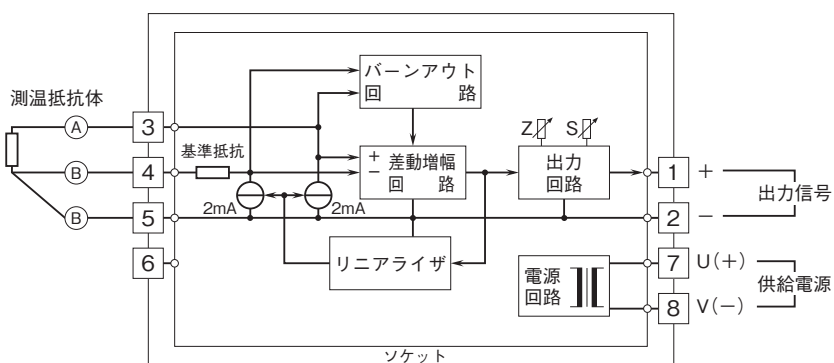 バーンアウト
回 路
測温抵抗体
Z S
A 3
基準抵抗
+
−
差動増幅
回 路
出力
回路
B 4
1 +
出力信号
2mA 2mA
B 5
2 −
6
リニアライザ
電源
回路
7 U(+)
供給電源
8 V(−)
ソケット